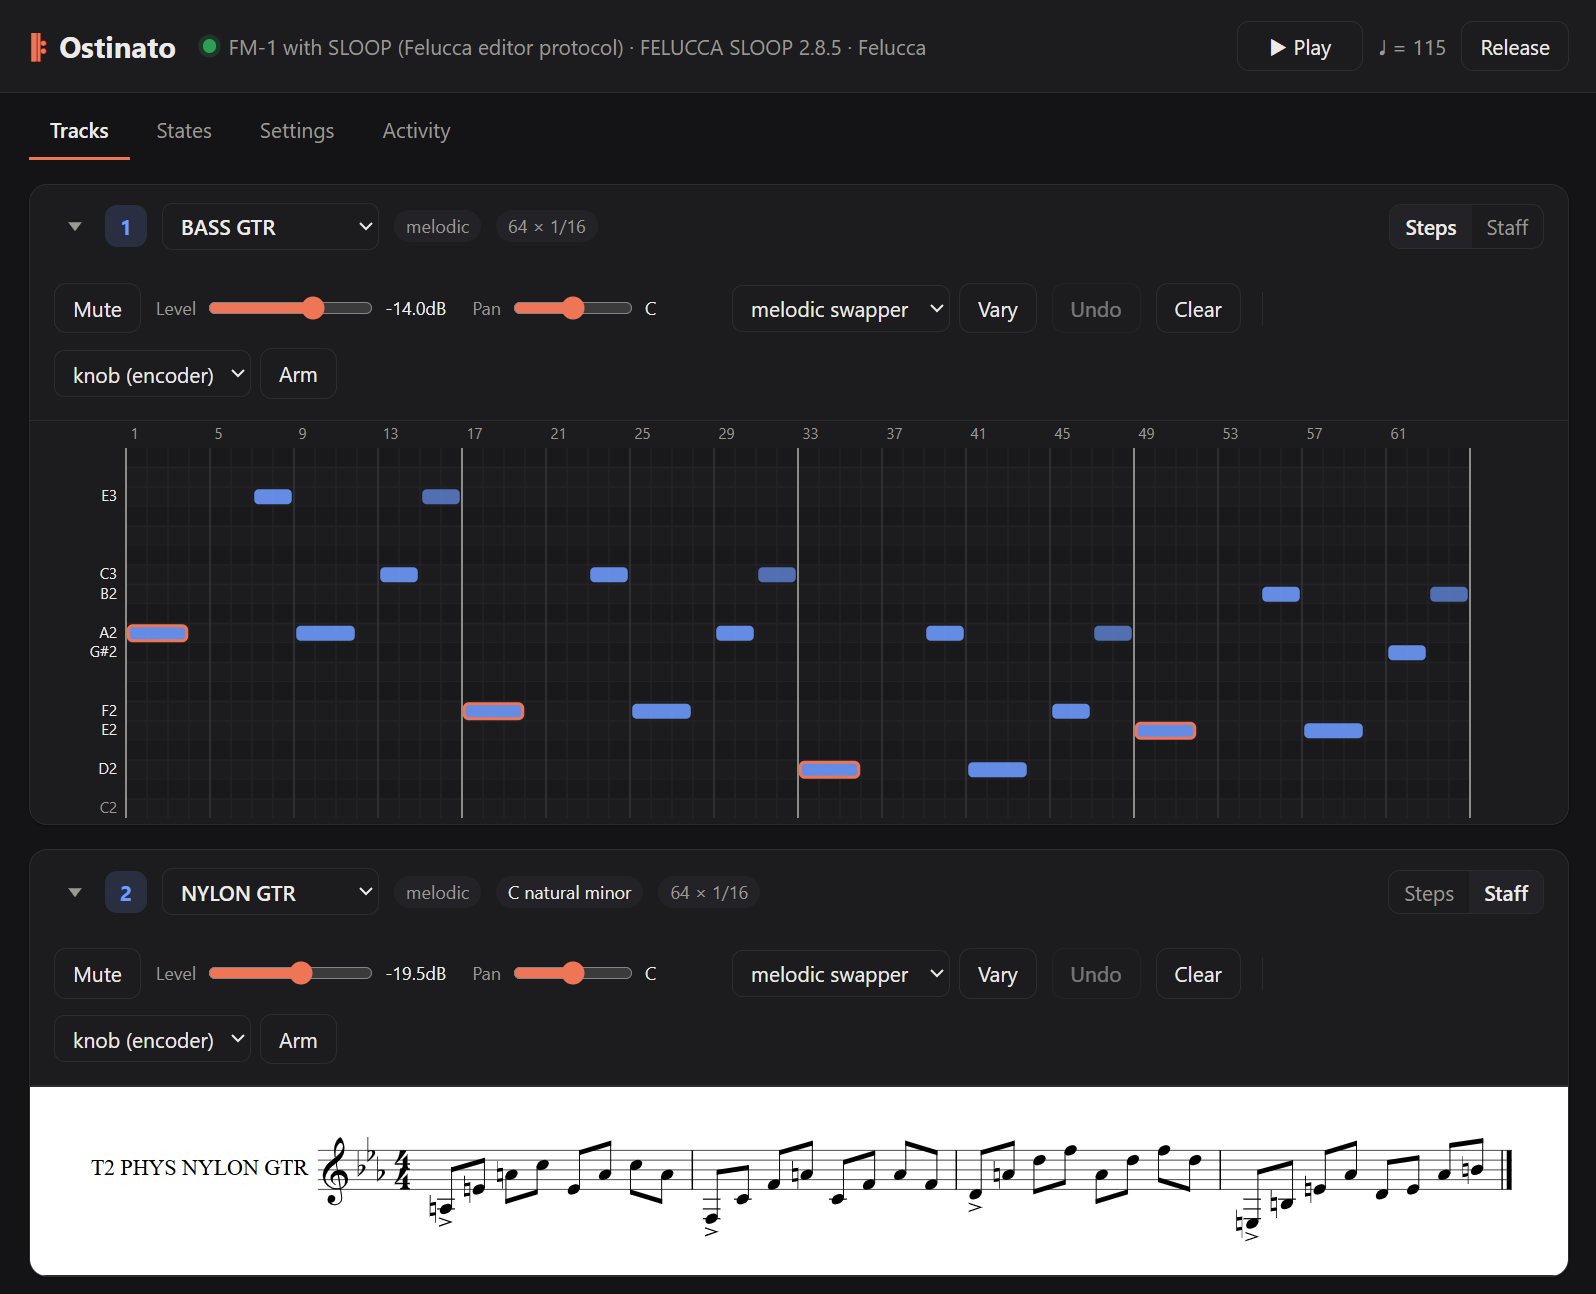 Ostinato FM-1 with SLOOP (Felucca editor protocol) · FELUCCA SLOOP 2.8.5 · Felucca ▶ Play ♩ = 115 Release
Tracks States Settings Activity
1 BASS GTR melodic 64 × 1/16 Steps Staff
Mute Level -14.0dB Pan C melodic swapper Vary Undo Clear
knob (encoder) Arm
1 5 9 13 17 21 25 29 33 37 41 45 49 53 57 61
E3
C3
B2
A2
G#2
F2
E2
D2
C2
2 NYLON GTR melodic C natural minor 64 × 1/16 Steps Staff
Mute Level -19.5dB Pan C melodic swapper Vary Undo Clear
knob (encoder) Arm
T2 PHYS NYLON GTR 4/4